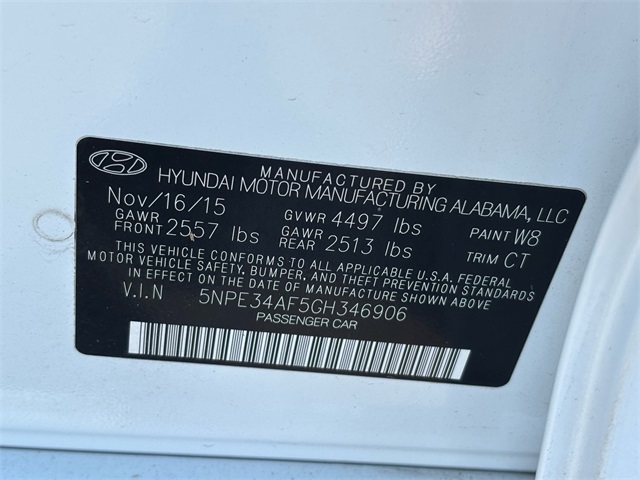 MANUFACTURED BY
HYUNDAI MOTOR MANUFACTURING ALABAMA, LLC
Nov/16/15 GVWR 4497 lbs PAINT W8
GAWR FRONT 2557 lbs GAWR REAR 2513 lbs TRIM CT
THIS VEHICLE CONFORMS TO ALL APPLICABLE U.S.A. FEDERAL
MOTOR VEHICLE SAFETY, BUMPER, AND THEFT PREVENTION STANDARDS
IN EFFECT ON THE DATE OF MANUFACTURE SHOWN ABOVE
V.I.N 5NPE34AF5GH346906
PASSENGER CAR